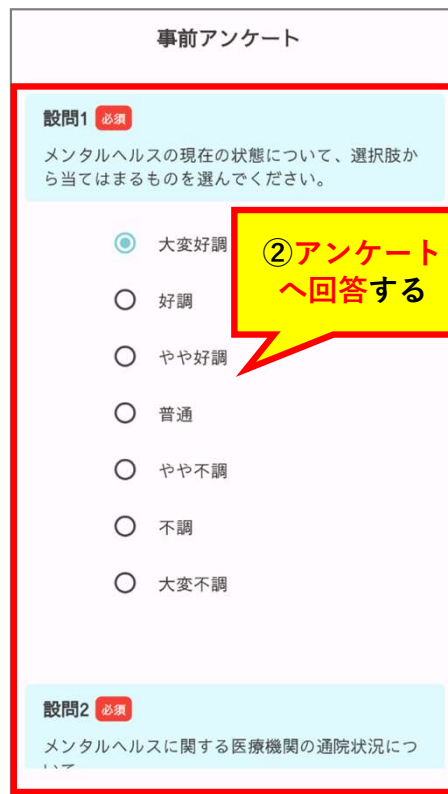 事前アンケート
設問1 必須
メンタルヘルスの現在の状態について、選択肢か
ら当てはまるものを選んでください。
大変好調
②アンケート
へ回答する
好調
やや好調
普通
やや不調
不調
大変不調
設問2 必須
メンタルヘルスに関する医療機関の通院状況につ